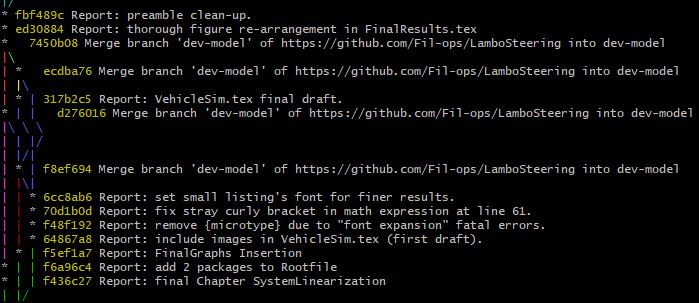 |/
* fbf489c Report: preamble clean-up.
* ed30884 Report: thorough figure re-arrangement in FinalResults.tex
*   7450b08 Merge branch 'dev-model' of https://github.com/Fil-ops/LamboSteering into dev-model
|\
| *   ecdba76 Merge branch 'dev-model' of https://github.com/Fil-ops/LamboSteering into dev-model
| |\
| * | 317b2c5 Report: VehicleSim.tex final draft.
* | |   d276016 Merge branch 'dev-model' of https://github.com/Fil-ops/LamboSteering into dev-model
|\ \ \
| | |/
| |/|
| * | f8ef694 Merge branch 'dev-model' of https://github.com/Fil-ops/LamboSteering into dev-model
| |\|
| | * 6cc8ab6 Report: set small listing's font for finer results.
| | * 70d1b0d Report: fix stray curly bracket in math expression at line 61.
| | * f48f192 Report: remove {microtype} due to "font expansion" fatal errors.
| | * 64867a8 Report: include images in VehicleSim.tex (first draft).
| * | f5ef1a7 Report: FinalGraphs Insertion
* | | f6a96c4 Report: add 2 packages to Rootfile
* | | f436c27 Report: final Chapter SystemLinearization
| |/